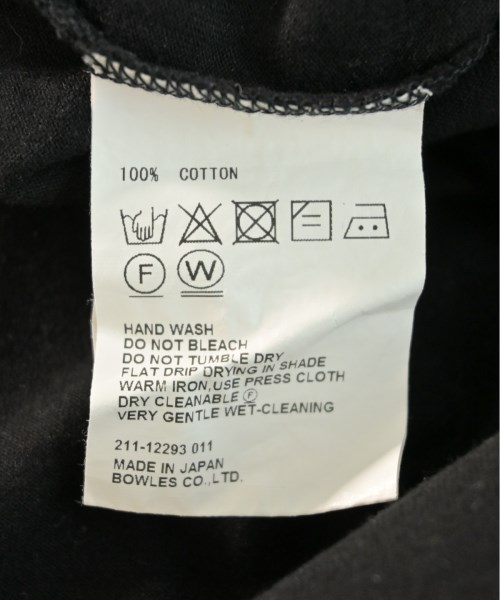 100% COTTON
F W
HAND WASH
DO NOT BLEACH
DO NOT TUMBLE DRY
FLAT DRIP DRYING IN SHADE
WARM IRON,USE PRESS CLOTH
DRY CLEANABLE Ⓕ
VERY GENTLE WET-CLEANING
211-12293 011
MADE IN JAPAN
BOWLES CO.,LTD.